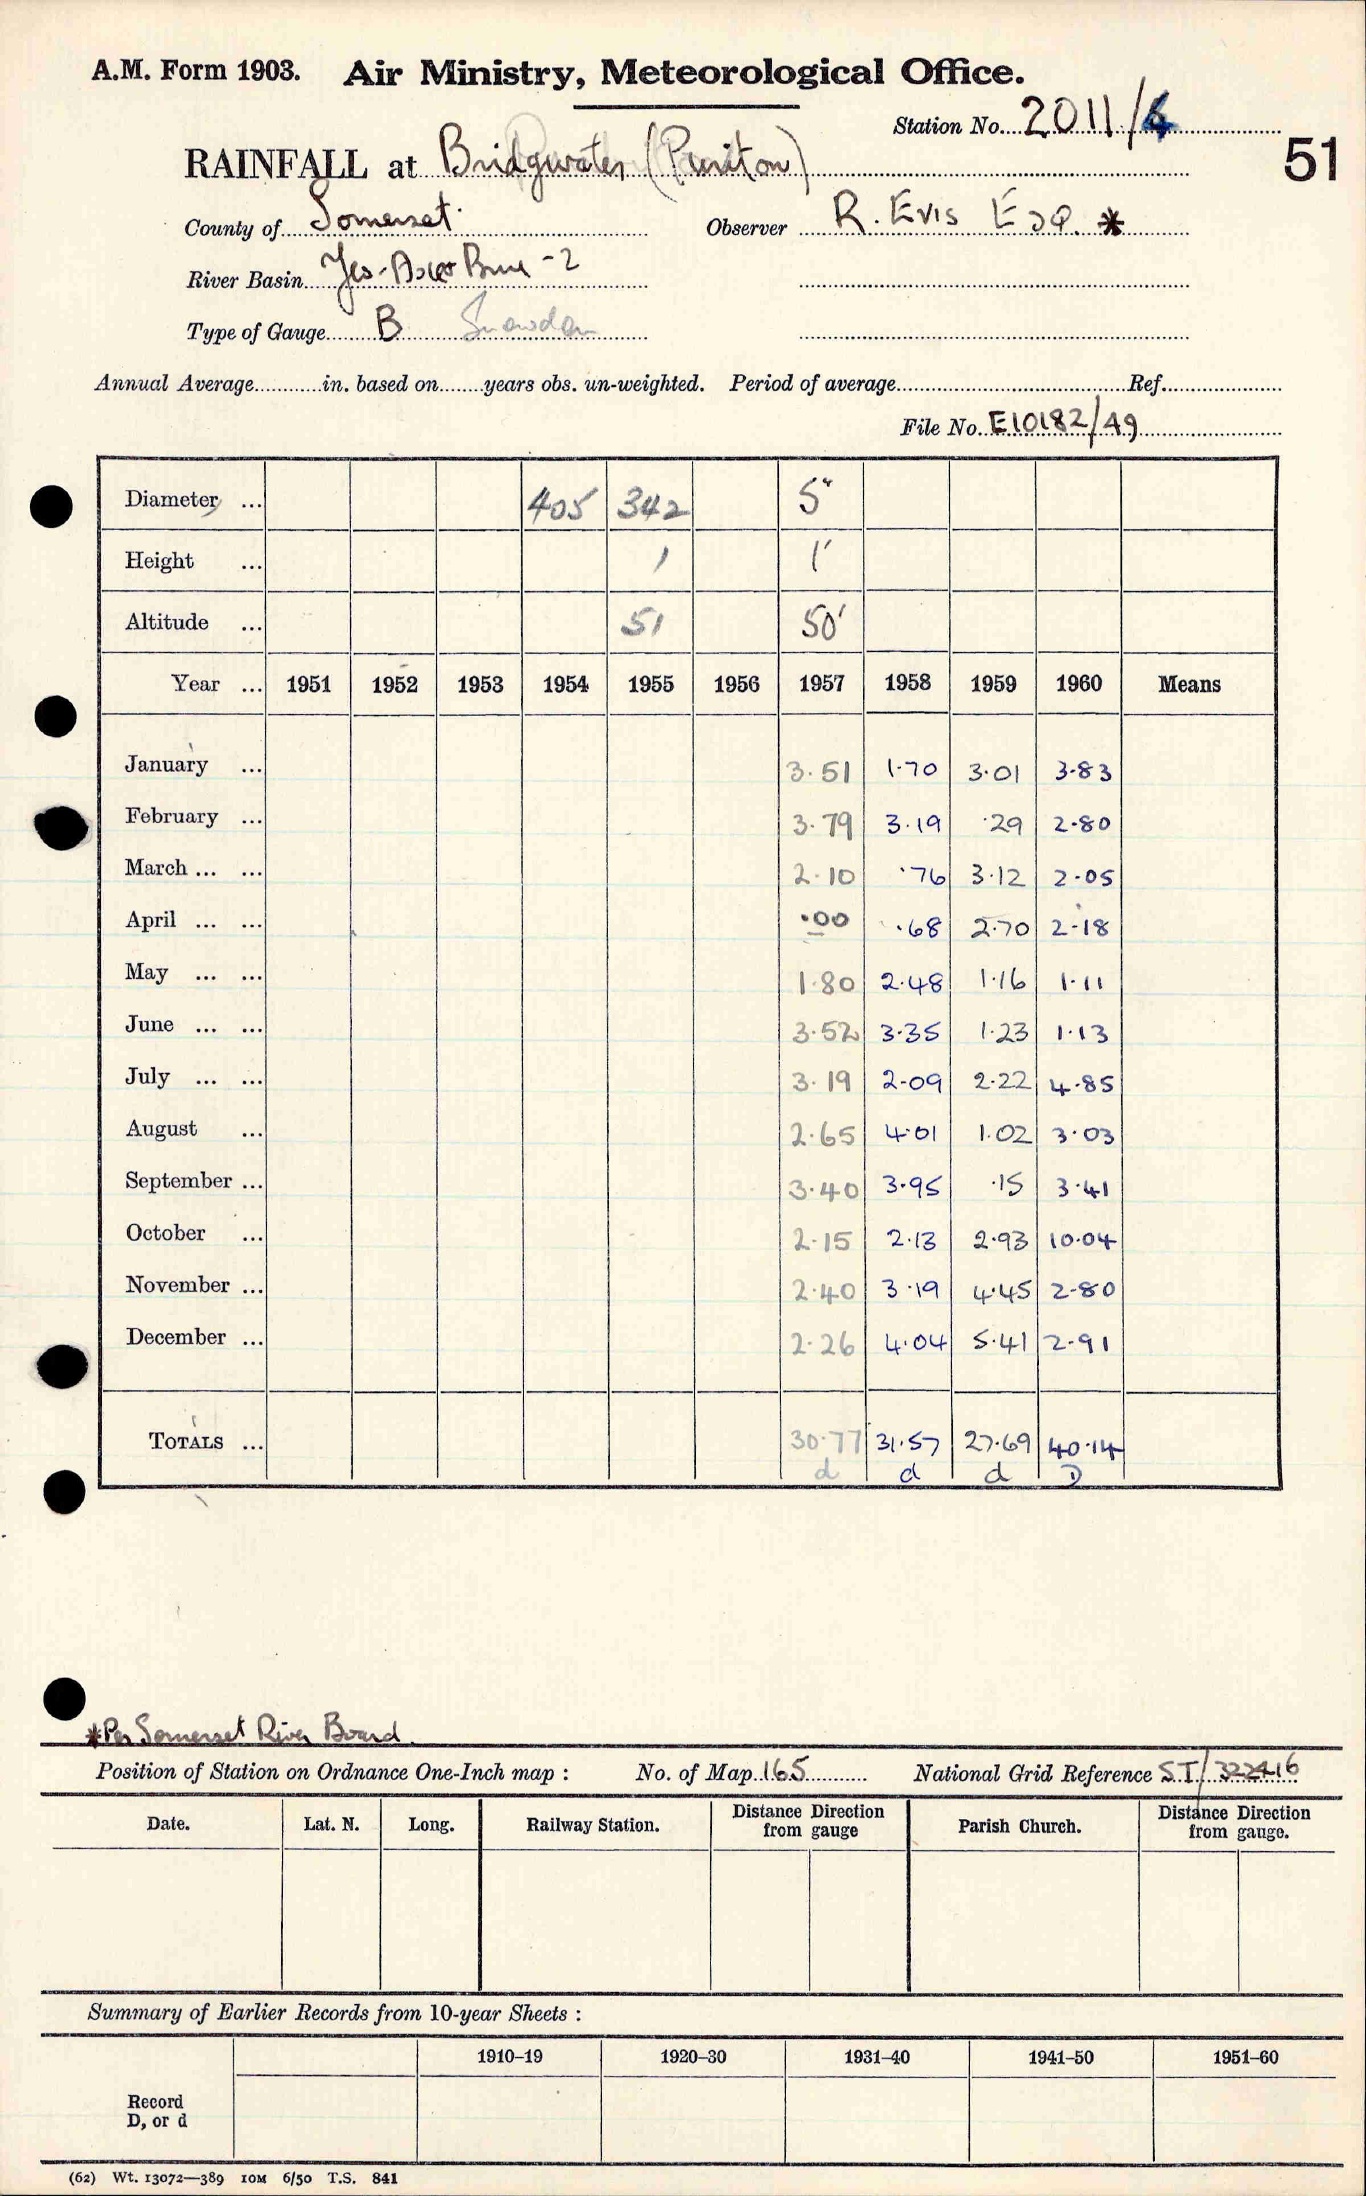 A.M. Form 1903. Air Ministry, Meteorological Office.
Station No. 2011/4
51
RAINFALL at Bridgwater (Puriton)
County of Somerset. Observer R. Evis Esq. *
River Basin -2
Type of Gauge B Snowdon
Annual Average in. based on years obs. un-weighted. Period of average Ref.
File No. E10182/49
Diameter ... 405 342 5"
Height ... 1 1'
Altitude ... 51 50'
Year ... 1951 1952 1953 1954 1955 1956 1957 1958 1959 1960 Means
January ... 3.51 1.70 3.01 3.83
February ... 3.79 3.19 .29 2.80
March ... ... 2.10 .76 3.12 2.05
April ... ... .00 .68 2.70 2.18
May ... ... 1.80 2.48 1.16 1.11
June ... ... 3.52 3.35 1.23 1.13
July ... ... 3.19 2.09 2.22 4.85
August ... 2.65 4.01 1.02 3.03
September ... 3.40 3.95 .15 3.41
October ... 2.15 2.13 2.93 10.04
November ... 2.40 3.19 4.45 2.80
December ... 2.26 4.04 5.41 2.91
TOTALS ... 30.77 31.57 27.69 40.14
d d d D
*Per Somerset River Board.
Position of Station on Ordnance One-Inch map : No. of Map 165 National Grid Reference ST/322416
Date. Lat. N. Long. Railway Station. Distance Direction from gauge Parish Church. Distance Direction from gauge.
Summary of Earlier Records from 10-year Sheets :
1910–19 1920–30 1931–40 1941–50 1951–60
Record
D, or d
(62) Wt. 13072—389 10M 6/50 T.S. 841